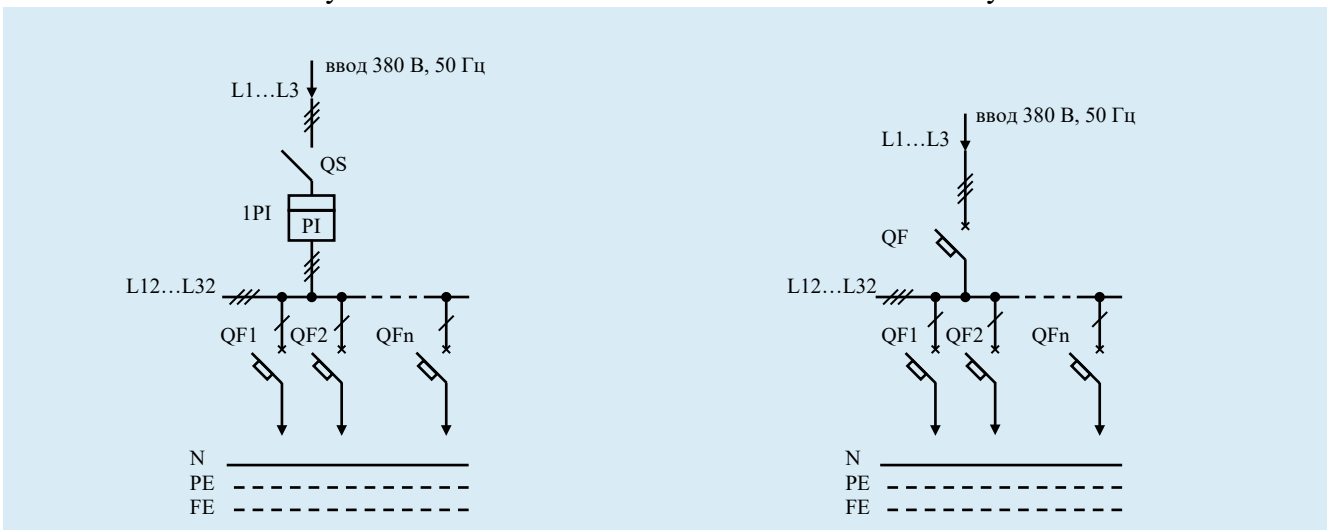 ввод 380 В, 50 Гц
L1…L3
QS
1PI
PI
L12…L32
QF1
QF2
QFn
N
PE
FE
ввод 380 В, 50 Гц
L1…L3
QF
L12…L32
QF1
QF2
QFn
N
PE
FE